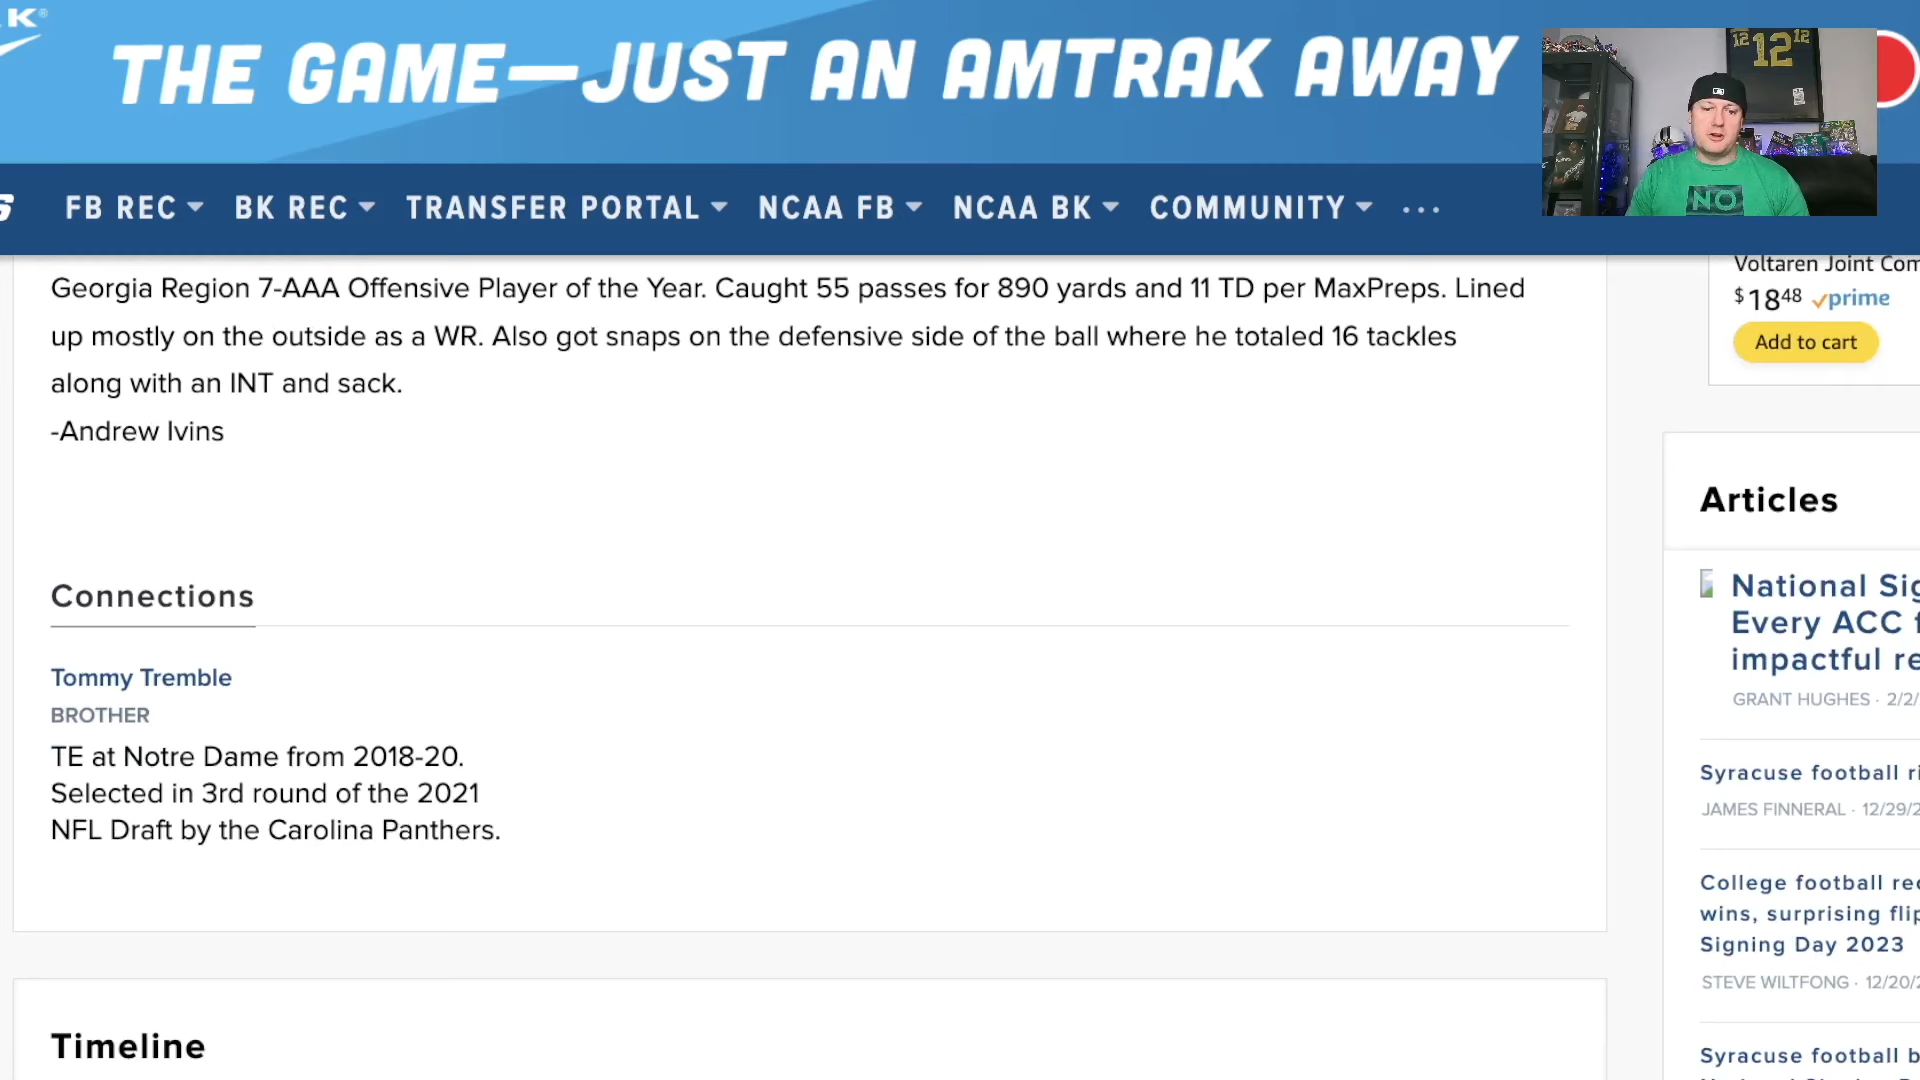 K®
THE GAME—JUST AN AMTRAK AWAY
12 12 12
NO
S FB REC BK REC TRANSFER PORTAL NCAA FB NCAA BK COMMUNITY ...
Georgia Region 7-AAA Offensive Player of the Year. Caught 55 passes for 890 yards and 11 TD per MaxPreps. Lined
up mostly on the outside as a WR. Also got snaps on the defensive side of the ball where he totaled 16 tackles
along with an INT and sack.
-Andrew Ivins
Connections
Tommy Tremble
BROTHER
TE at Notre Dame from 2018-20.
Selected in 3rd round of the 2021
NFL Draft by the Carolina Panthers.
Timeline
Voltaren Joint Com
$18 48 prime
Add to cart
Articles
National Sig
Every ACC f
impactful re
GRANT HUGHES · 2/2/
Syracuse football ri
JAMES FINNERAL · 12/29/2
College football rec
wins, surprising flip
Signing Day 2023
STEVE WILTFONG · 12/20/2
Syracuse football b